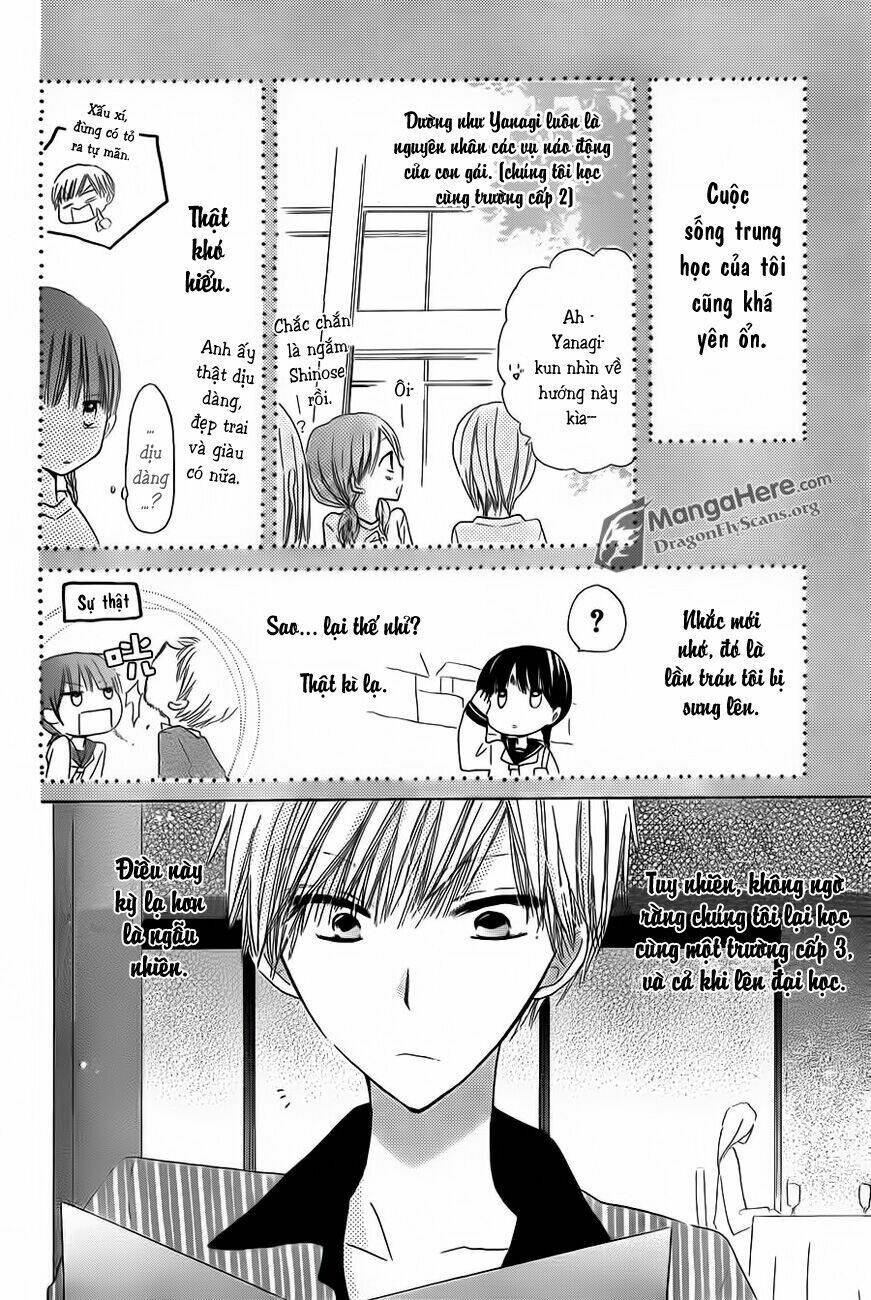 Cuộc
sống trung
học của tôi
cũng khá
yên ổn.
Dường như Yanagi luôn là
nguyên nhân các vụ náo động
của con gái. [chúng tôi học
cùng trường cấp 2]
Ah -
Yanagi-
kun nhìn về
hướng này
kìa--
Ôi-
Chắc chắn
là ngắm
Shinose
rồi.
?
Xấu xí,
đừng có tỏ
ra tự mãn.
Thật
khó
hiểu.
Anh ấy
thật dịu
dàng,
đẹp trai
và giàu
có nữa.
...
dịu
dàng
...?
MangaHere.com
DragonFlyScans.org
Nhắc mới
nhớ, đó là
lần trán tôi bị
sưng lên.
?
Sao... lại thế nhỉ?
Thật kì lạ.
Sự thật
Tuy nhiên, không ngờ
rằng chúng tôi lại học
cùng một trường cấp 3,
và cả khi lên đại học.
Điều này
kỳ lạ hơn
là ngẫu
nhiên.